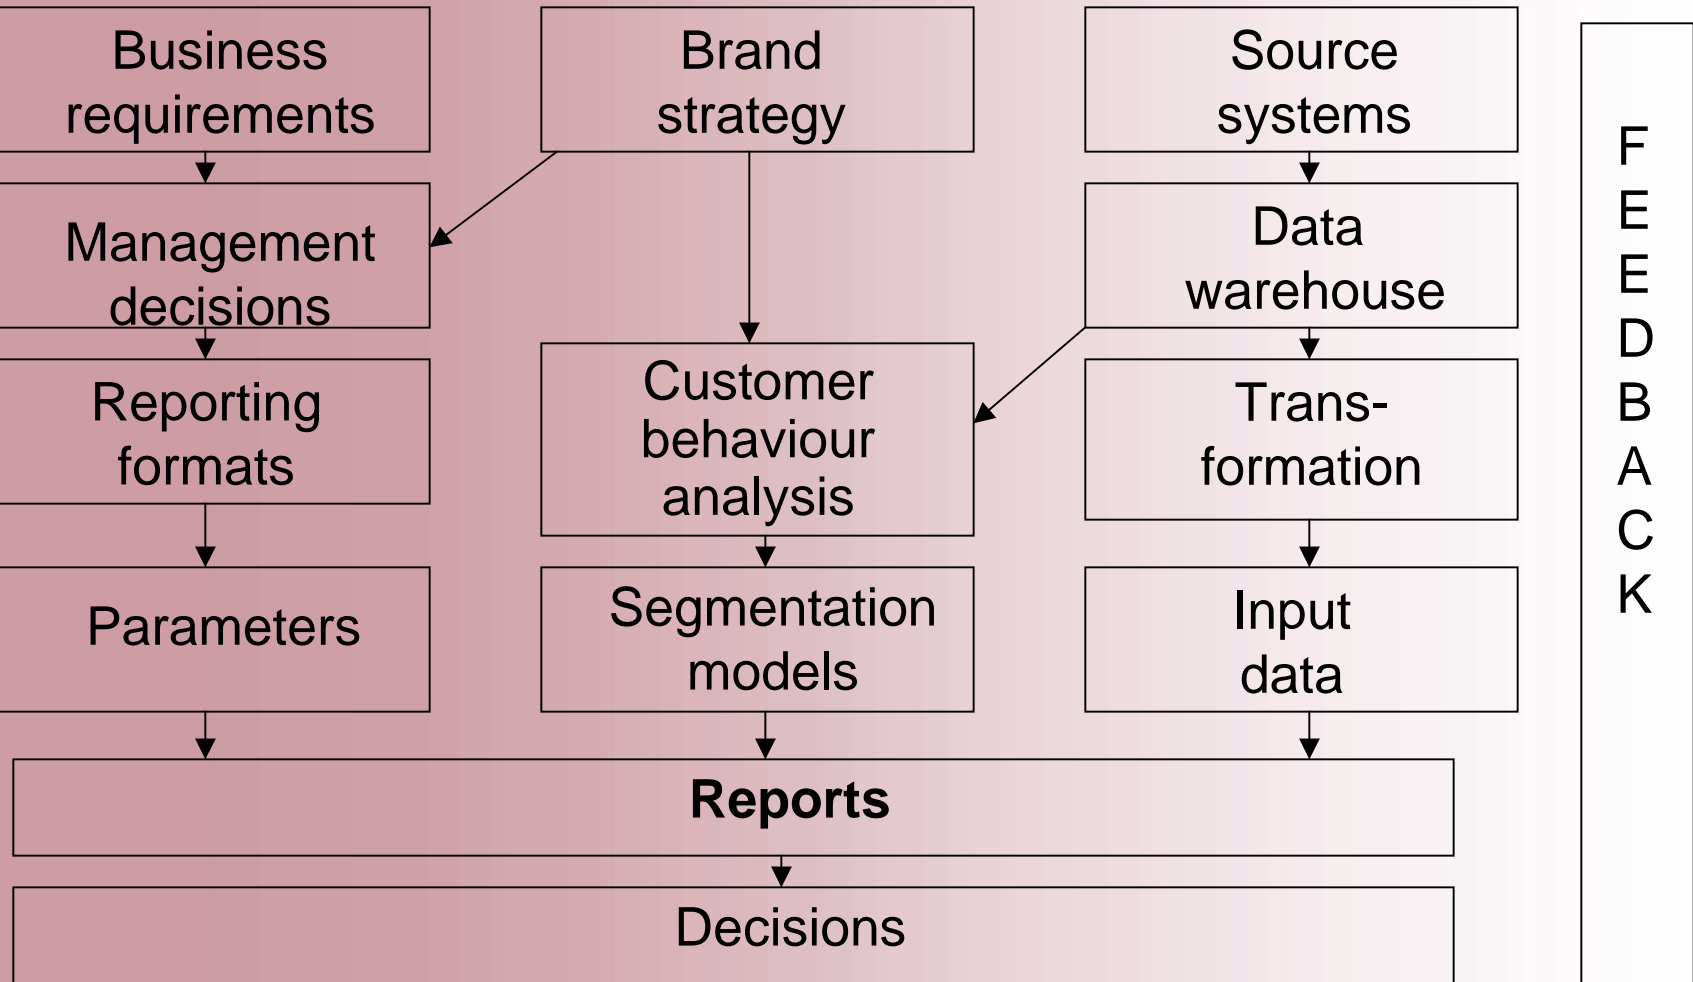 Business
requirements
Brand
strategy
Source
systems
Management
decisions
Data
warehouse
Reporting
formats
Customer
behaviour
analysis
Trans-
formation
Parameters
Segmentation
models
Input
data
Reports
Decisions
F
E
E
D
B
A
C
K